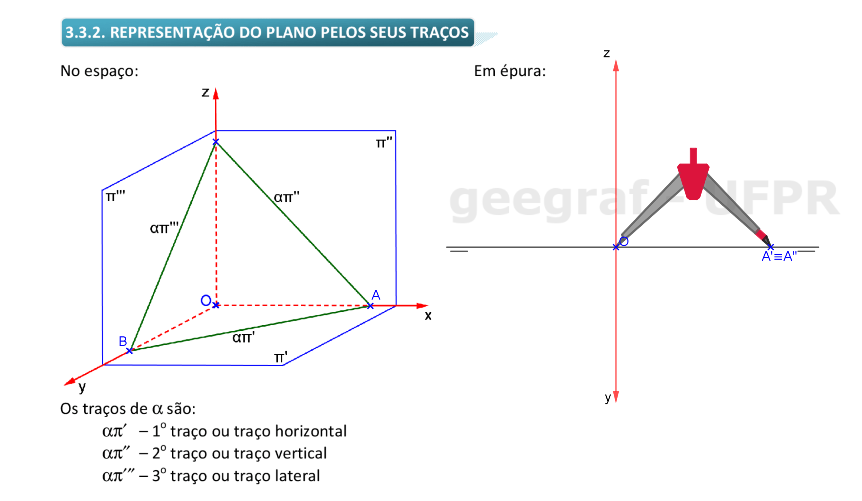 3.3.2. REPRESENTAÇÃO DO PLANO PELOS SEUS TRAÇOS
No espaço:
z
π''
π'''
απ''
απ'''
O
A
x
B
απ'
π'
y
Os traços de α são:
απ′ – 1º traço ou traço horizontal
απ″ – 2º traço ou traço vertical
απ‴ – 3º traço ou traço lateral
Em épura:
z
geegraf - UFPR
O
A'≡A''
y